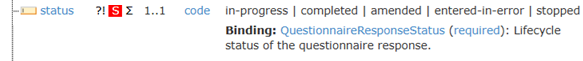 status ?! S Σ 1..1 code in-progress | completed | amended | entered-in-error | stopped
Binding: QuestionnaireResponseStatus (required): Lifecycle
status of the questionnaire response.